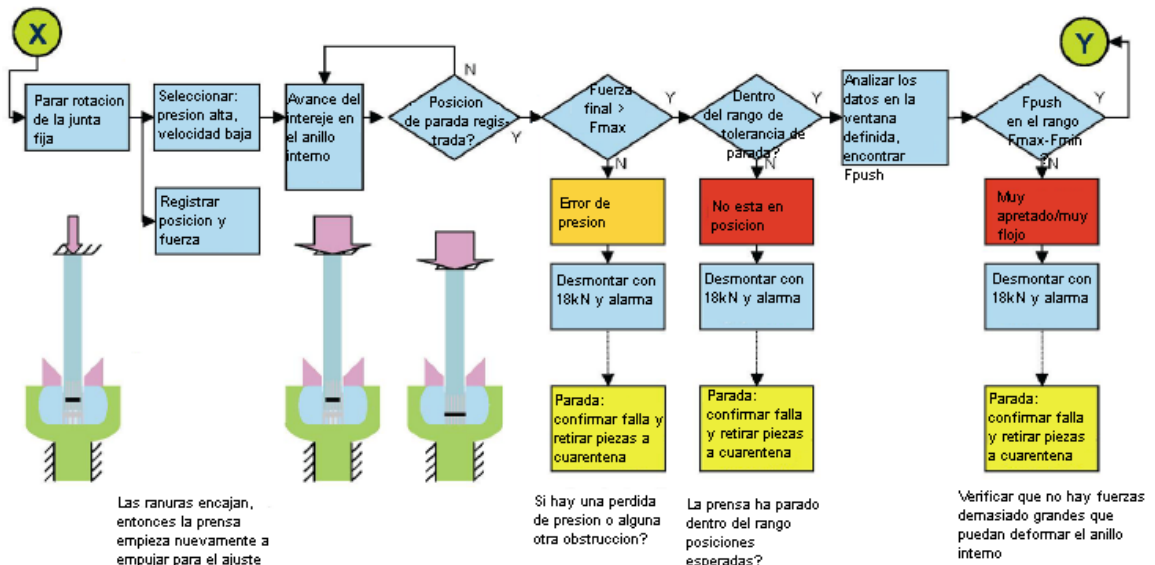 X
Y
Parar rotacion
de la junta
fija
Seleccionar:
presion alta,
velocidad baja
Registrar
posicion y
fuerza
Avance del
intereje en el
anillo
interno
Posicion
de parada regis-
trada?
N
Y
Fuerza
final >
Fmax
Y
N
Dentro
del rango de
tolerancia de
parada?
Y
N
Analizar los
datos en la
ventana
definida,
encontrar
Fpush
Fpush
en el rango
Fmax-Fmin
?
Y
N
Error de
presion
No esta en
posicion
Muy
apretado/muy
flojo
Desmontar con
18kN y alarma
Desmontar con
18kN y alarma
Desmontar con
18kN y alarma
Parada:
confirmar falla y
retirar piezas a
cuarentena
Parada:
confirmar falla
y retirar piezas
a cuarentena
Parada:
confirmar falla
y retirar piezas
a cuarentena
Las ranuras encajan,
entonces la prensa
empieza nuevamente a
empujar para el ajuste
Si hay una perdida
de presion o alguna
otra obstruccion?
La prensa ha parado
dentro del rango
posiciones
esperadas?
Verificar que no hay fuerzas
demasiado grandes que
puedan deformar el anillo
interno